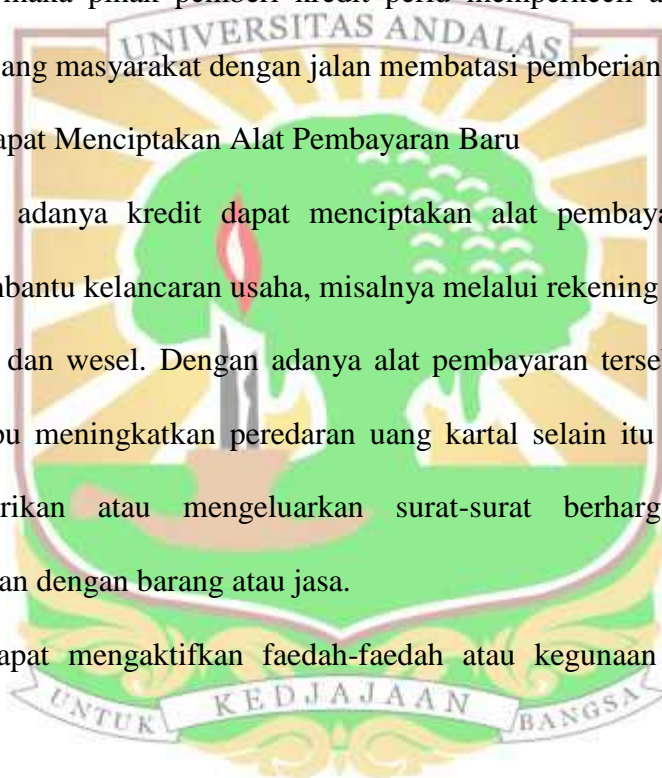 maka pihak pemberi kredit perlu memperkecil
UNIVERSITAS ANDALAS
ang masyarakat dengan jalan membatasi pemberian
apat Menciptakan Alat Pembayaran Baru
adanya kredit dapat menciptakan alat pembaya
bantu kelancaran usaha, misalnya melalui rekening
dan wesel. Dengan adanya alat pembayaran terse
pu meningkatkan peredaran uang kartal selain itu
rikan atau mengeluarkan surat-surat berharg
an dengan barang atau jasa.
apat mengaktifkan faedah-faedah atau kegunaan
UNTUK KEDJAJAAN BANGSA